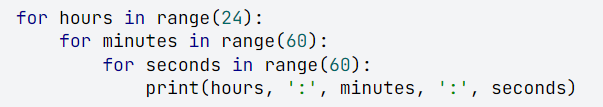 for hours in range(24):
    for minutes in range(60):
        for seconds in range(60):
            print(hours, ':', minutes, ':', seconds)